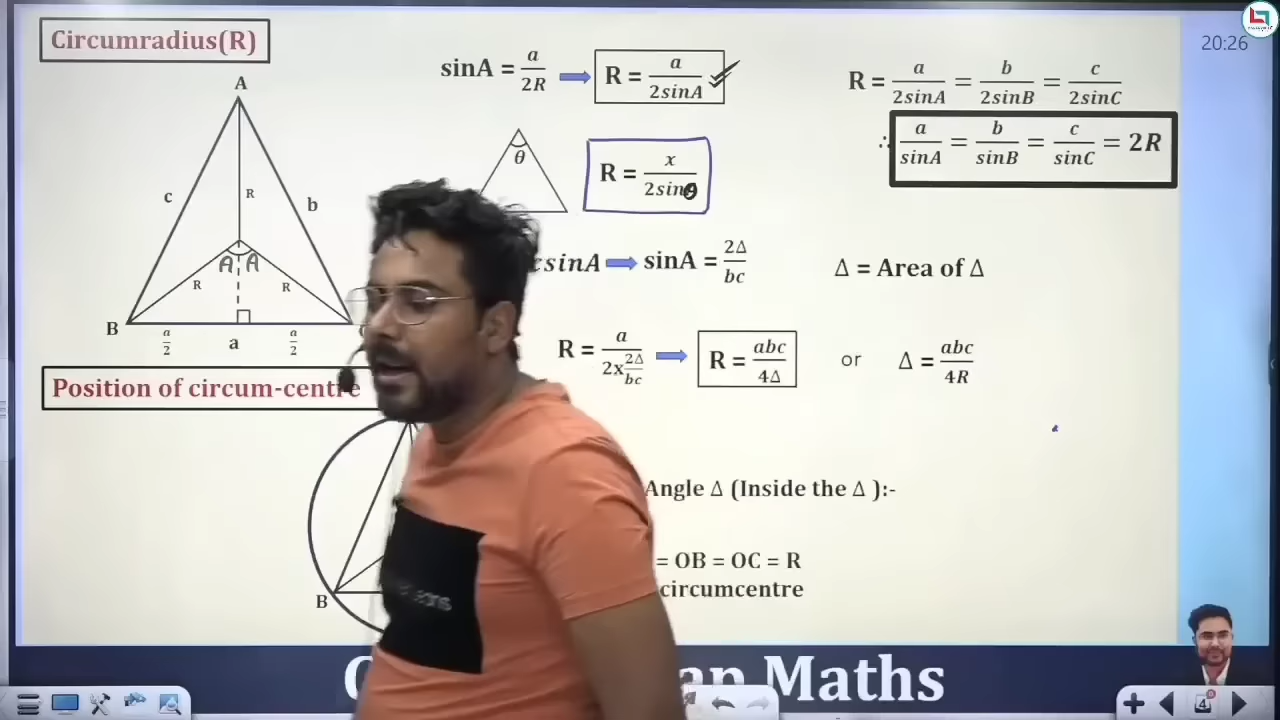 Circumradius(R)
20:26
sinA = a/2R ➡ R = a/2sinA
R = a/2sinA = b/2sinB = c/2sinC
∴ a/sinA = b/sinB = c/sinC = 2R
A
c
R
b
θ
R = x/2sinθ
A A
R
R
B
a/2
a
a/2
csinA ➡ sinA = 2Δ/bc
Δ = Area of Δ
R = a/2x2Δ/bc ➡ R = abc/4Δ or Δ = abc/4R
Position of circum-centre
Angle Δ (Inside the Δ ):-
= OB = OC = R
circumcentre
B
Maths
4